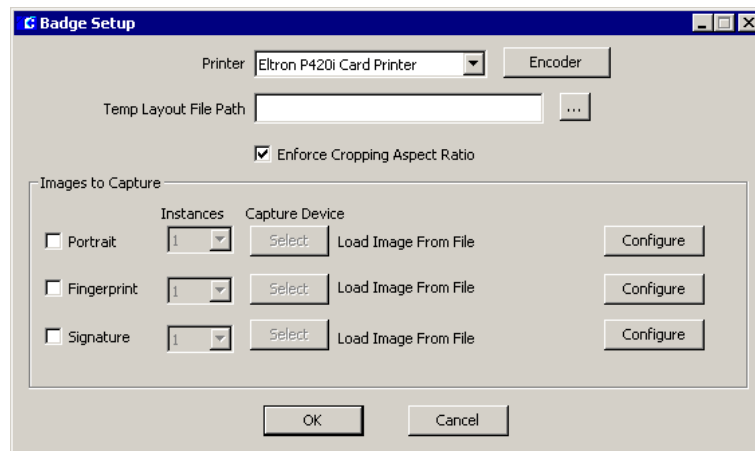 Badge Setup
Printer Eltron P420i Card Printer Encoder
Temp Layout File Path ...
Enforce Cropping Aspect Ratio
Images to Capture
Instances Capture Device
Portrait 1 Select Load Image From File Configure
Fingerprint 1 Select Load Image From File Configure
Signature 1 Select Load Image From File Configure
OK Cancel